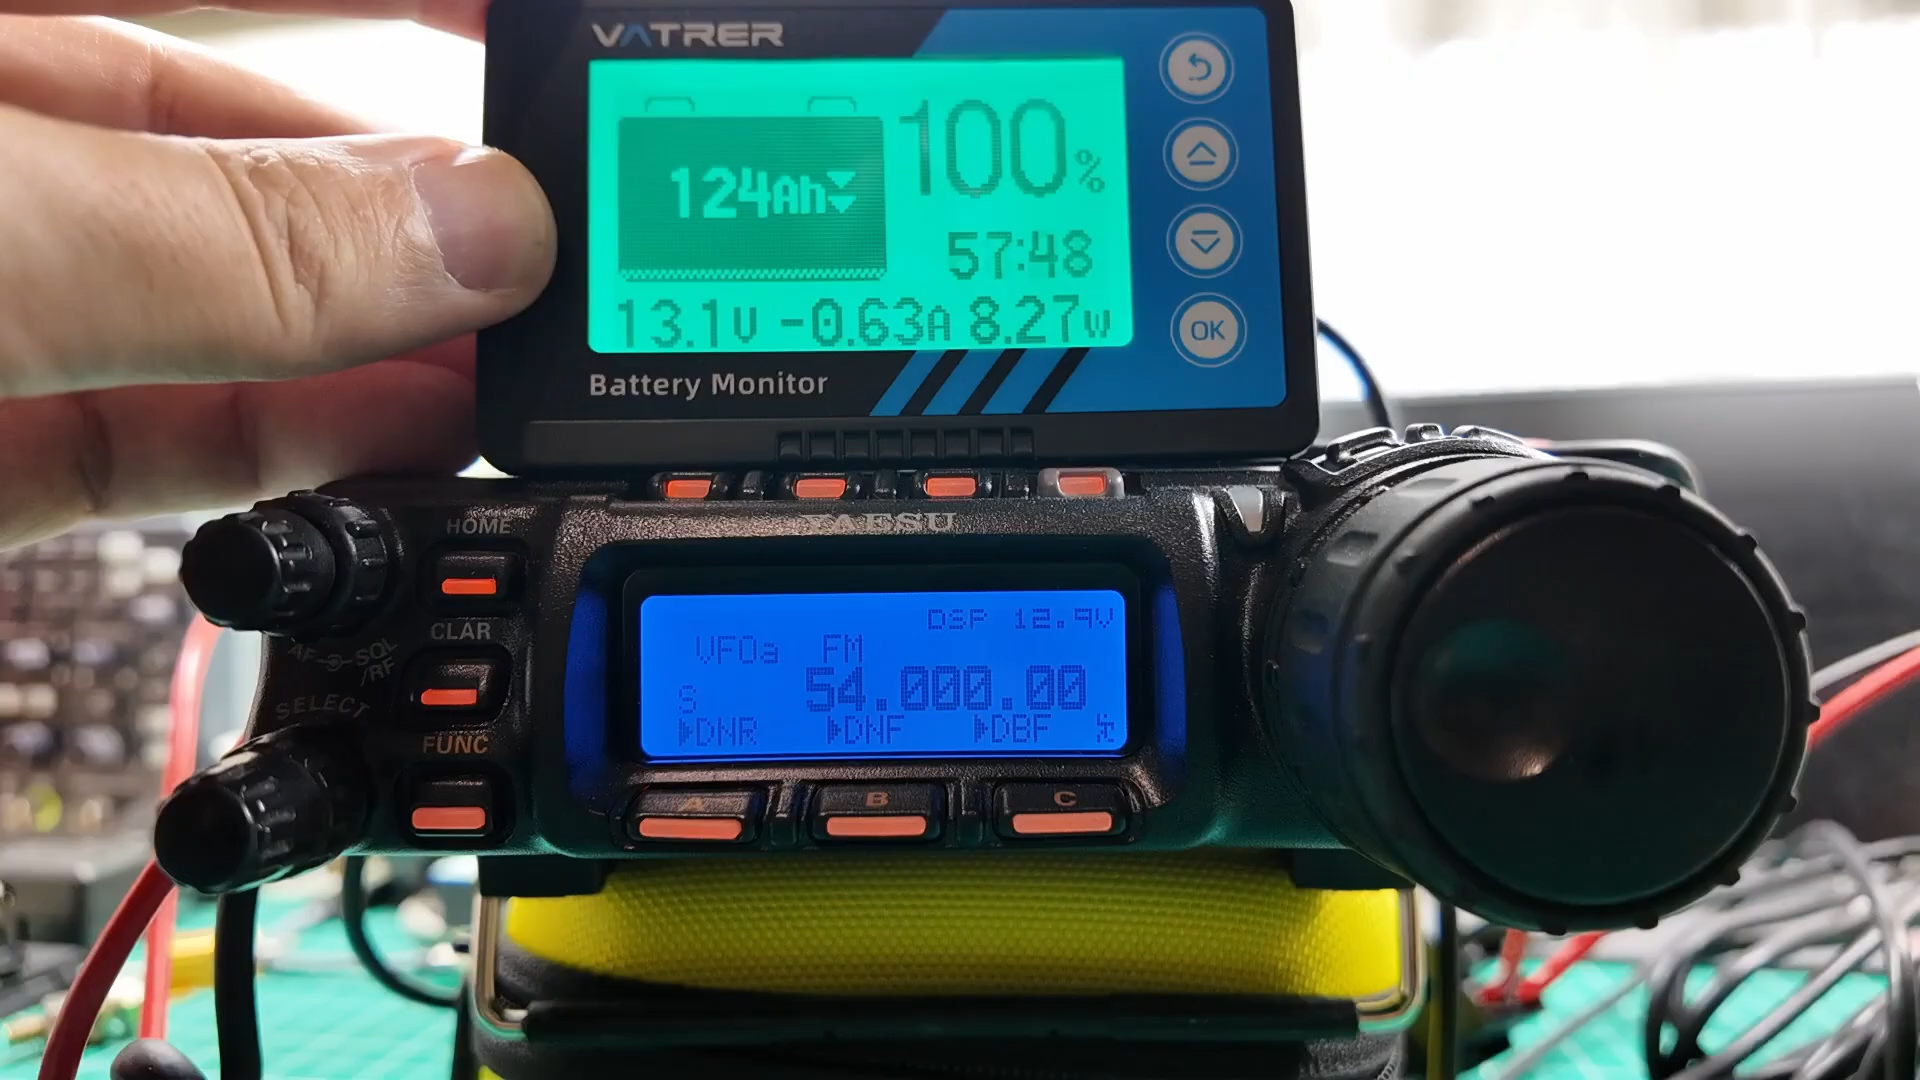 VATRER
100%
124Ah
57:48
13.1V -0.63A 8.27W
OK
Battery Monitor
YAESU
HOME
CLAR
AF SQL
/RF
SELECT
FUNC
DSP 12.9V
VFOa FM
54.000.00
S
DNR DNF DBF
A B C